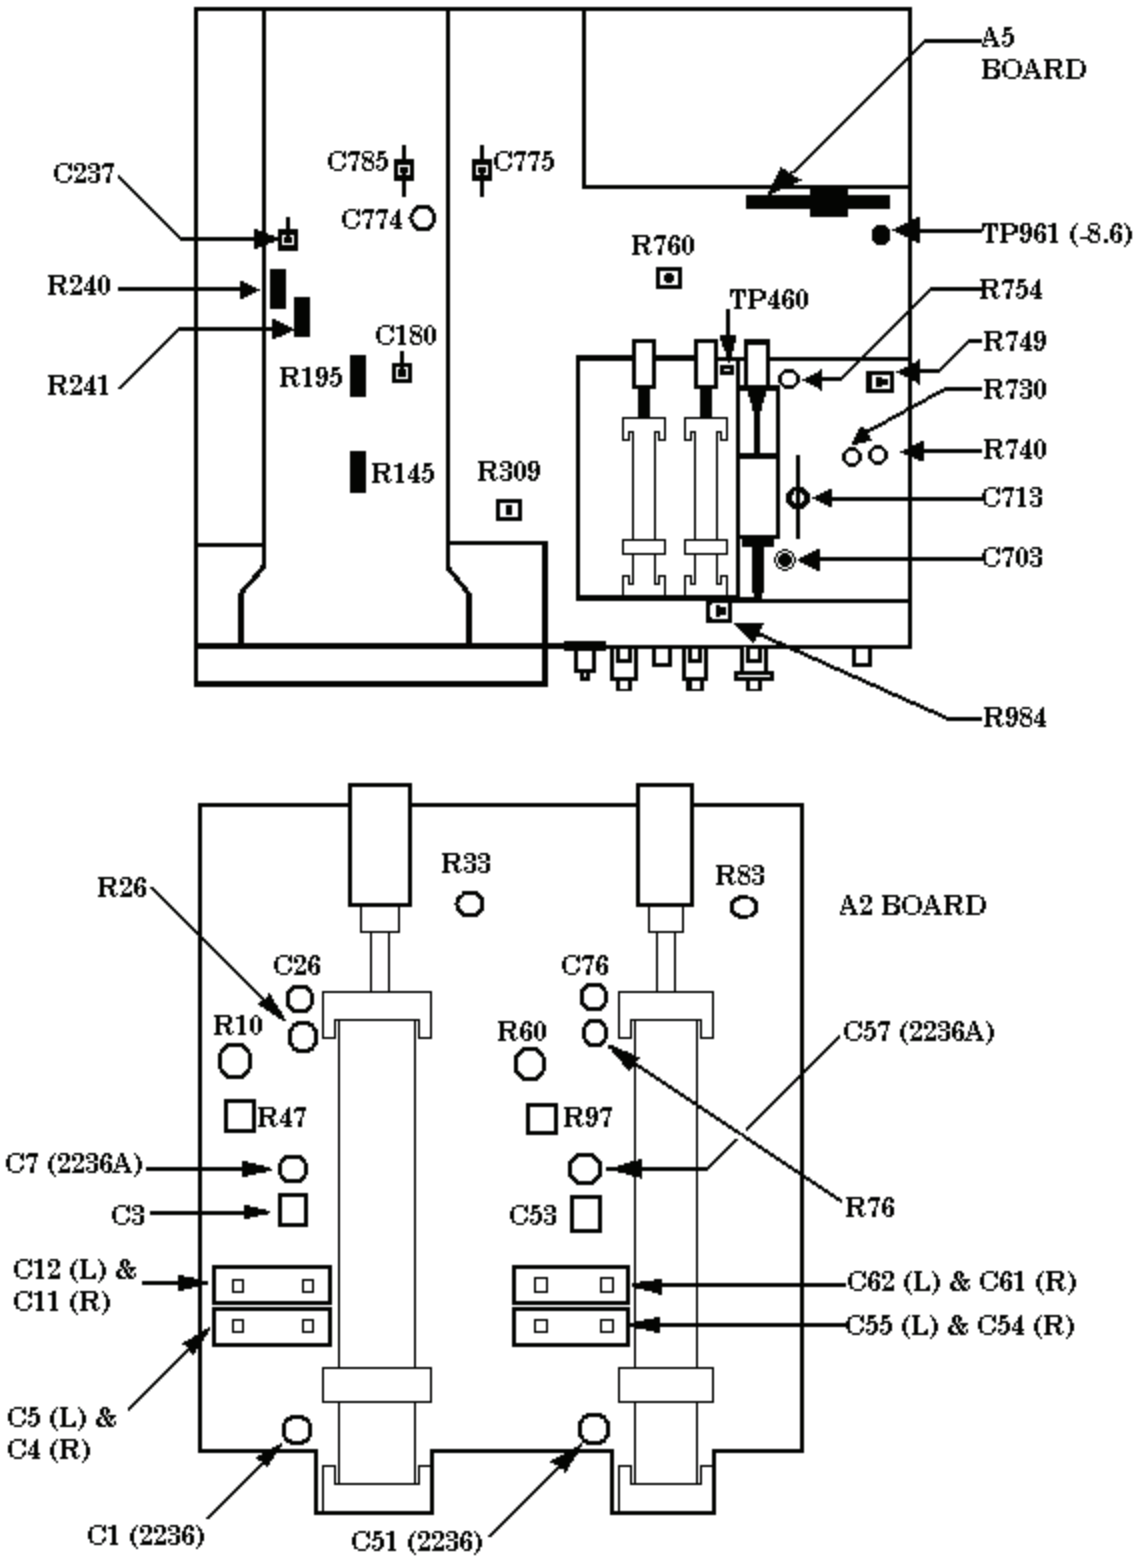 A5
BOARD
C785
C775
C237
C774
TP961 (-8.6)
R760
R240
R754
TP460
C180
R749
R241
R195
R730
R740
R145
R309
C713
C703
R984
R33
R83
R26
A2 BOARD
C26
C76
R10
R60
C57 (2236A)
R47
R97
C7 (2236A)
C3
C53
R76
C12 (L) &
C11 (R)
C62 (L) & C61 (R)
C55 (L) & C54 (R)
C5 (L) &
C4 (R)
C1 (2236)
C51 (2236)